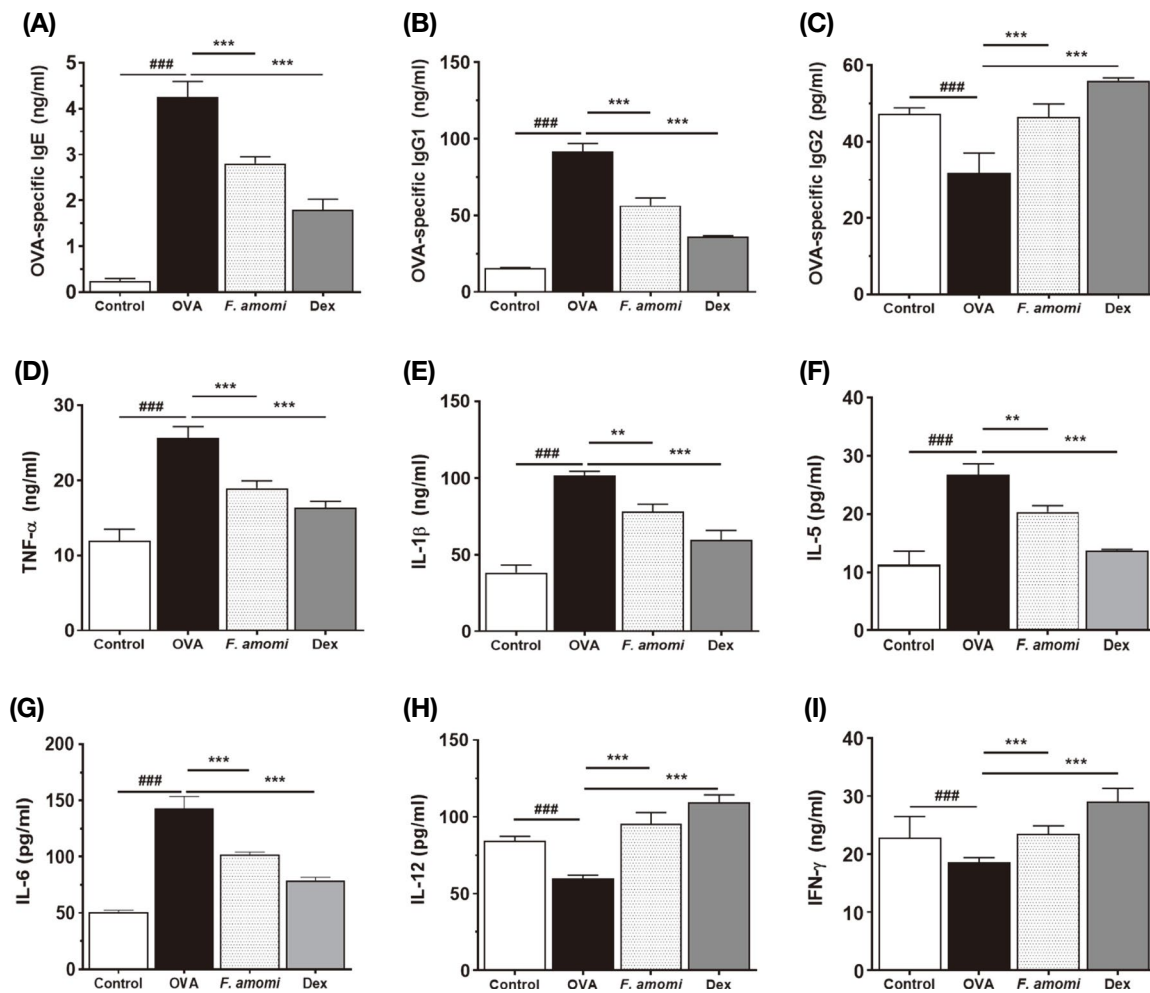 (A)
OVA-specific IgE (ng/ml)
5
4
3
2
1
0
###
***
***
Control OVA F. amomi Dex
(B)
OVA-specific IgG1 (ng/ml)
150
100
50
0
###
***
***
Control OVA F. amomi Dex
(C)
OVA-specific IgG2 (pg/ml)
60
40
20
0
###
***
***
Control OVA F. amomi Dex
(D)
TNF-α (ng/ml)
30
20
10
0
###
***
***
Control OVA F. amomi Dex
(E)
IL-1β (ng/ml)
150
100
50
0
###
**
***
Control OVA F. amomi Dex
(F)
IL-5 (pg/ml)
40
30
20
10
0
###
**
***
Control OVA F. amomi Dex
(G)
IL-6 (pg/ml)
200
150
100
50
0
###
***
***
Control OVA F. amomi Dex
(H)
IL-12 (pg/ml)
150
100
50
0
###
***
***
Control OVA F. amomi Dex
(I)
IFN-γ (ng/ml)
40
30
20
10
0
###
***
***
Control OVA F. amomi Dex